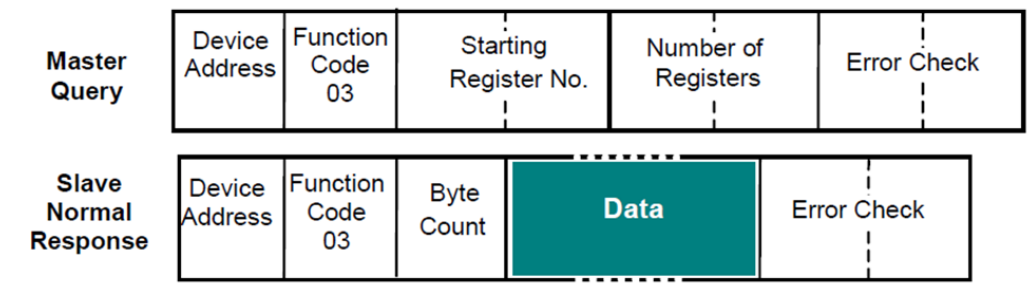 Master
Query
Device
Address
Function
Code
03
Starting
Register No.
Number of
Registers
Error Check
Slave
Normal
Response
Device
Address
Function
Code
03
Byte
Count
Data
Error Check